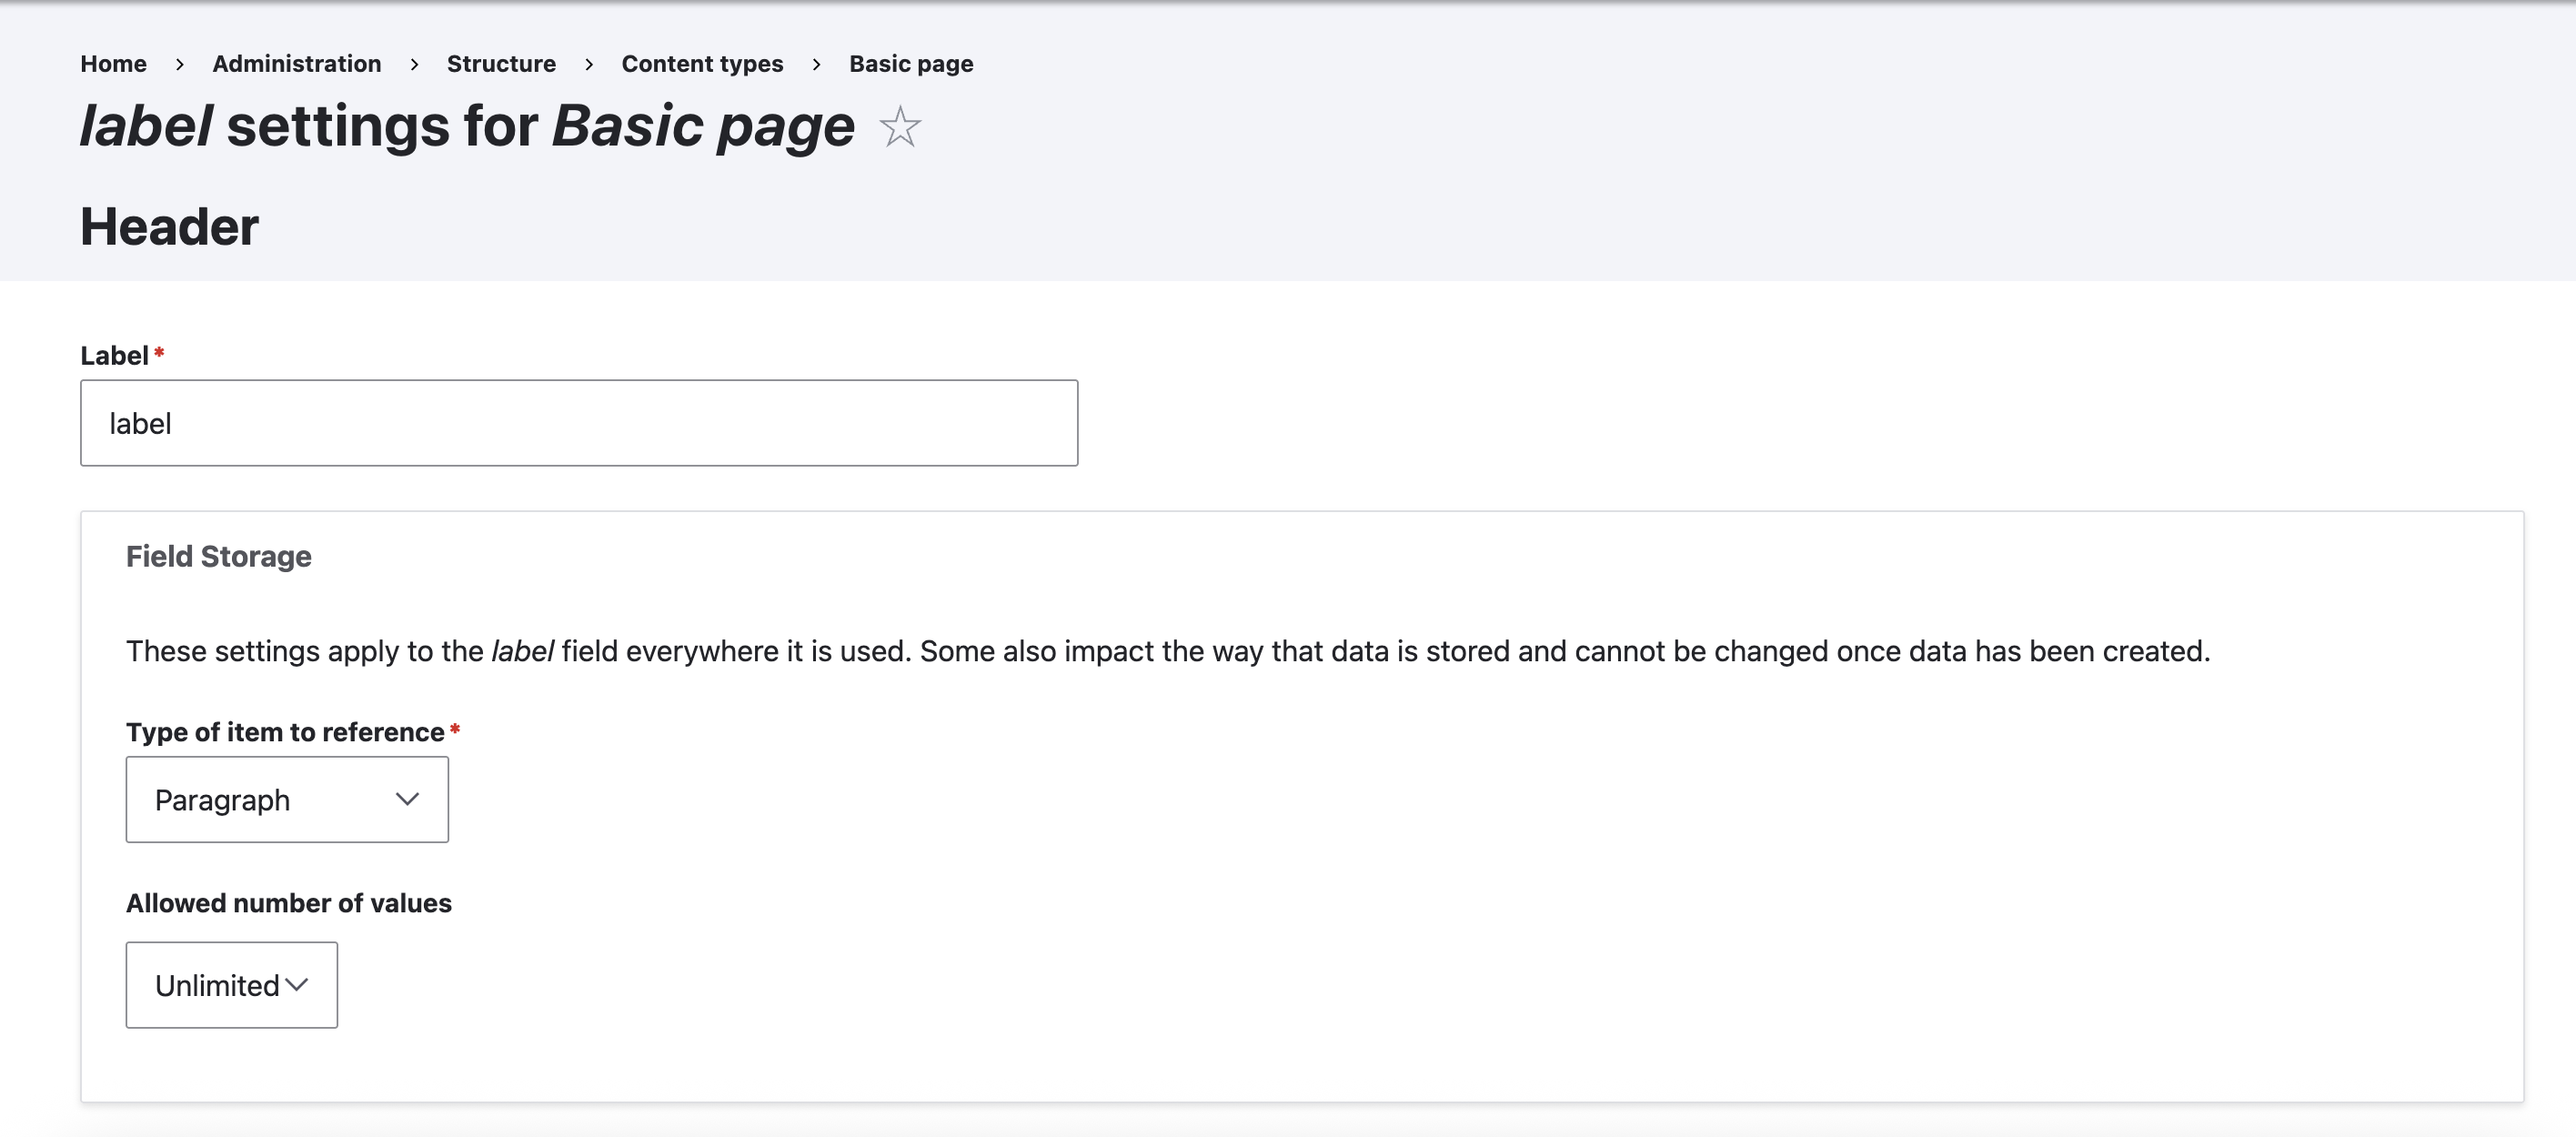 Home > Administration > Structure > Content types > Basic page
label settings for Basic page
Header
Label*
label
Field Storage
These settings apply to the label field everywhere it is used. Some also impact the way that data is stored and cannot be changed once data has been created.
Type of item to reference*
Paragraph
Allowed number of values
Unlimited